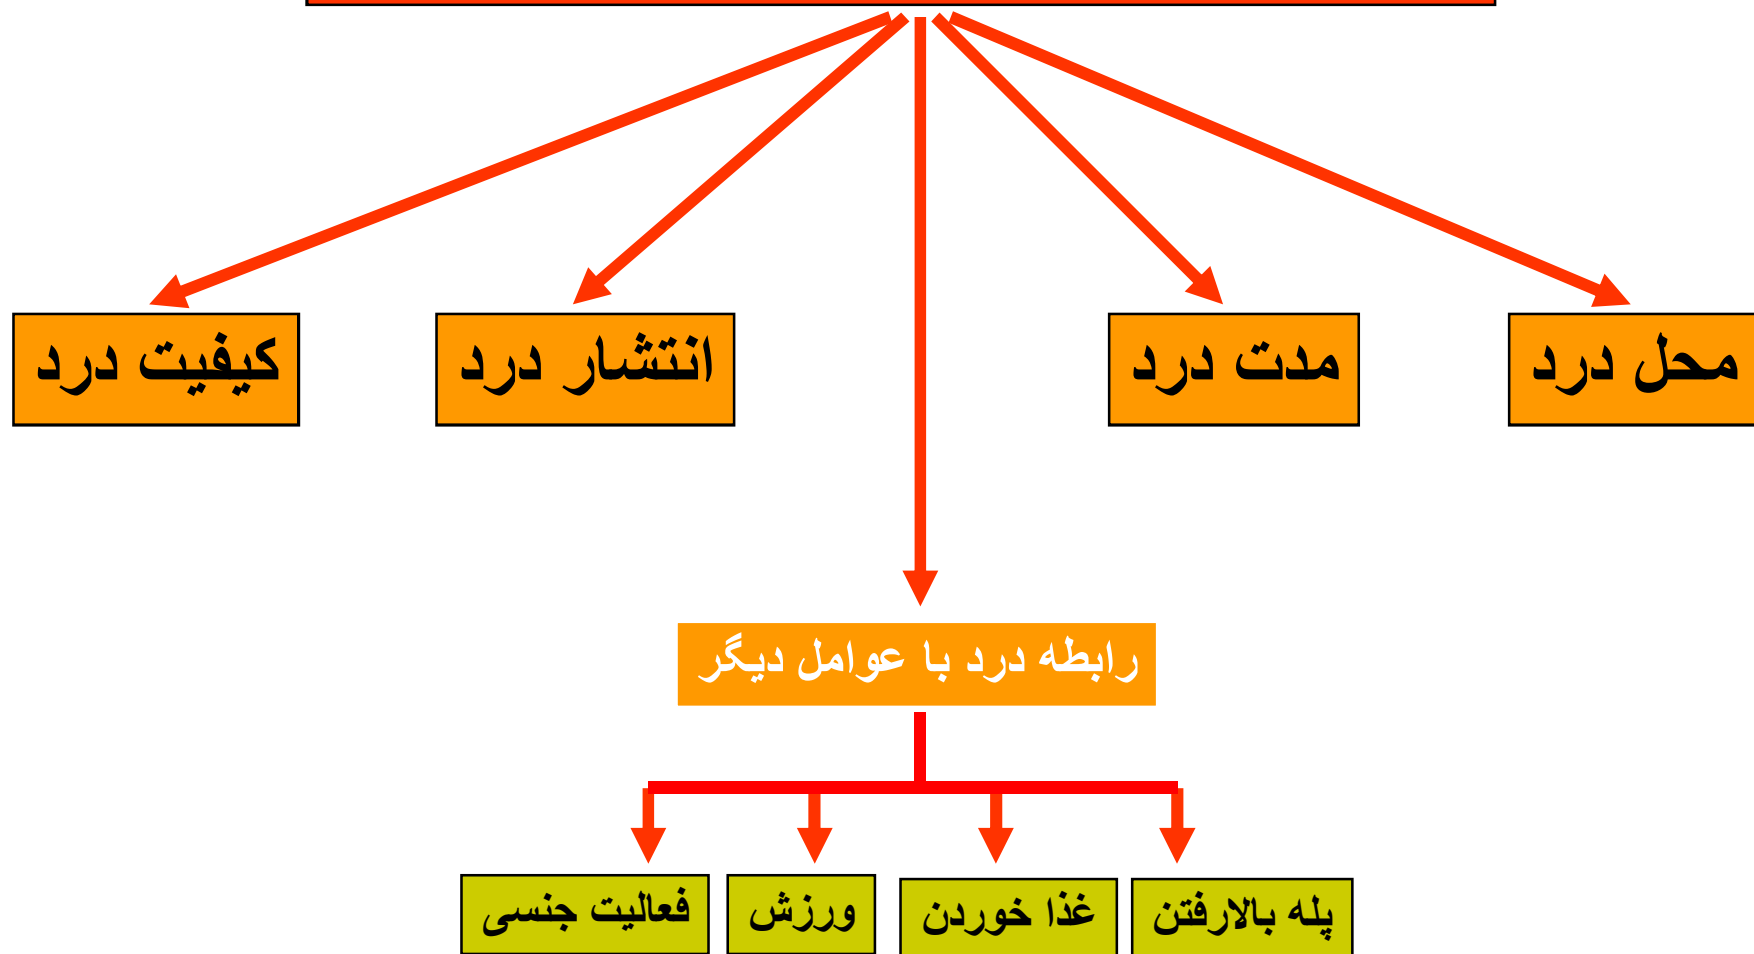 محل درد
مدت درد
انتشار درد
کیفیت درد
رابطه درد با عوامل دیگر
پله بالارفتن
غذا خوردن
ورزش
فعالیت جنسی